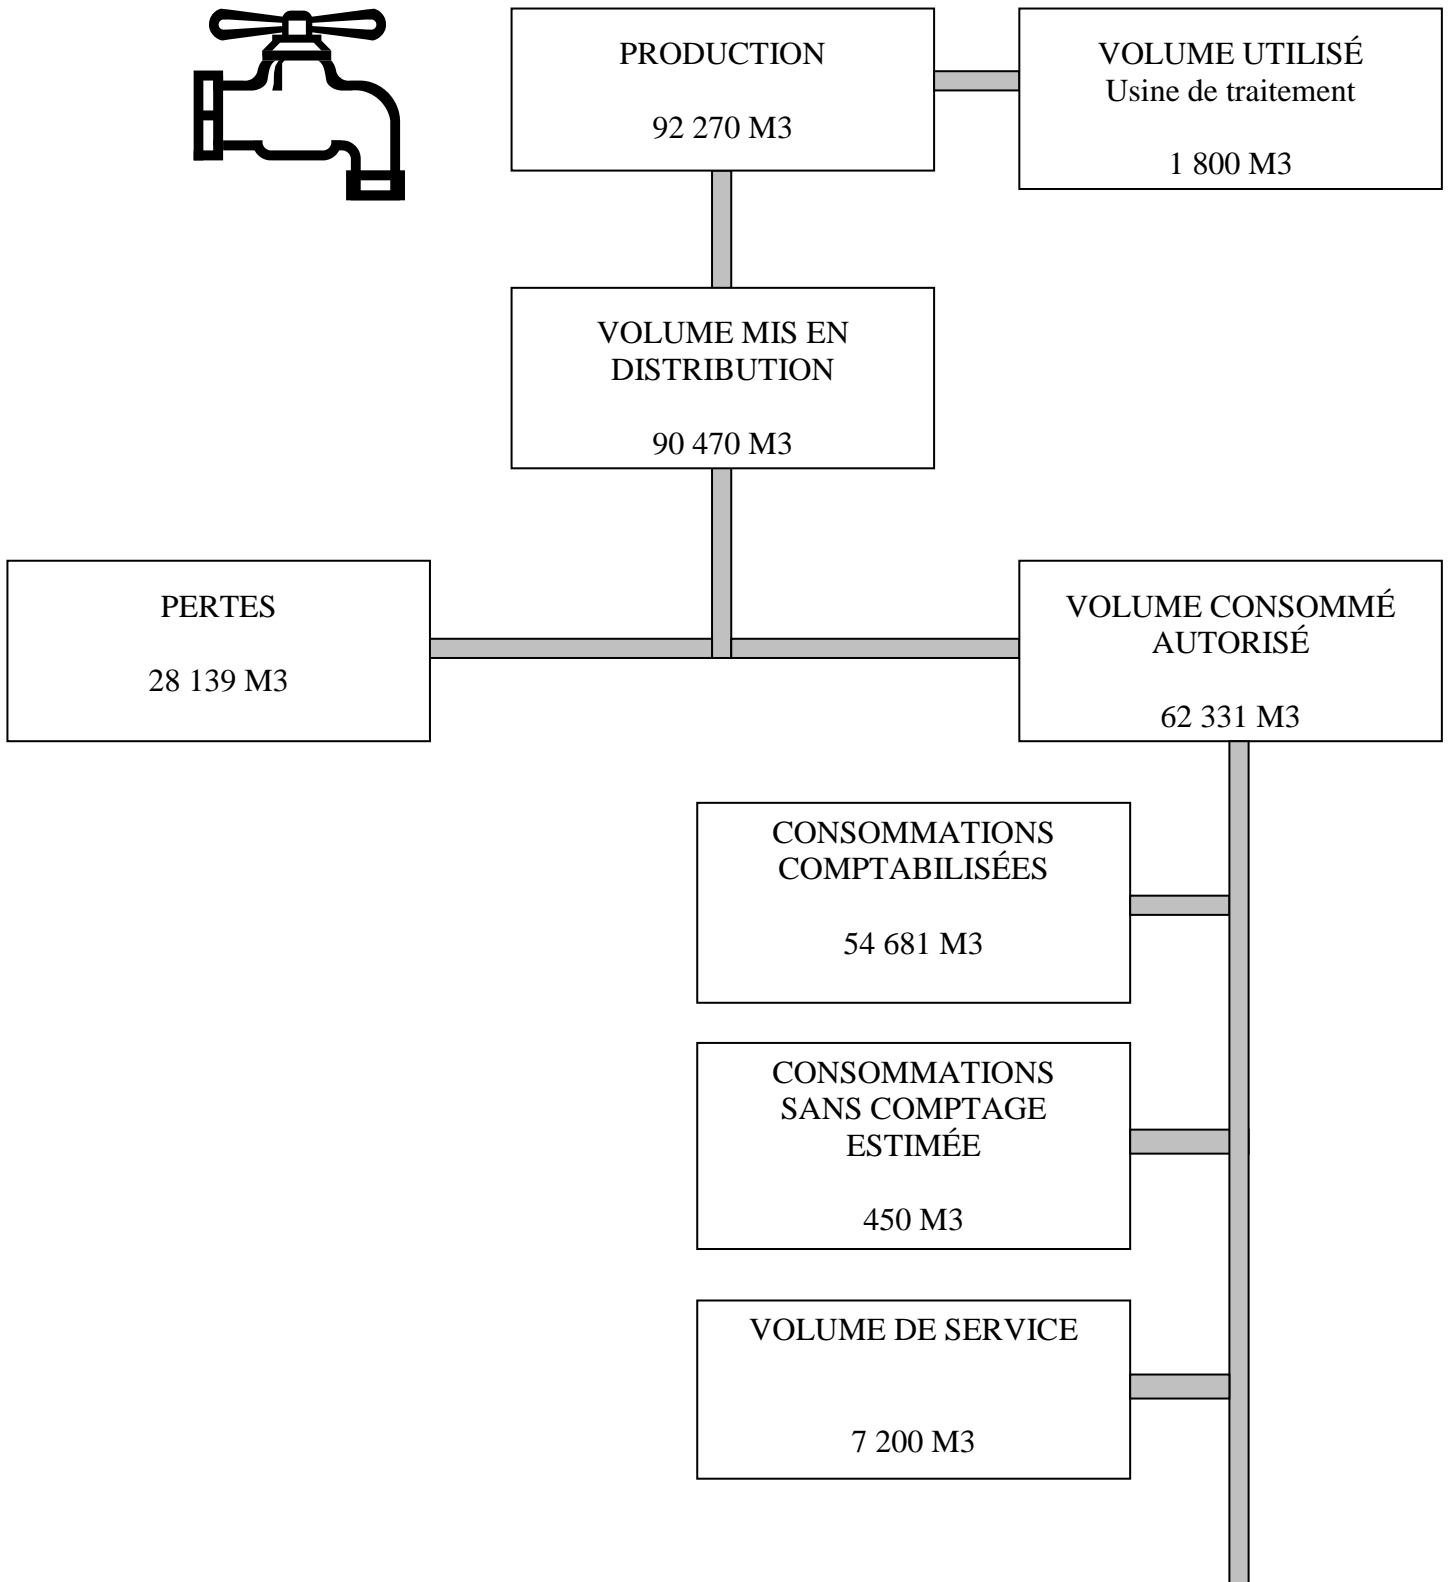 PRODUCTION
92 270 M3
VOLUME UTILISÉ
Usine de traitement
1 800 M3
VOLUME MIS EN
DISTRIBUTION
90 470 M3
PERTES
28 139 M3
VOLUME CONSOMMÉ
AUTORISÉ
62 331 M3
CONSOMMATIONS
COMPTABILISÉES
54 681 M3
CONSOMMATIONS
SANS COMPTAGE
ESTIMÉE
450 M3
VOLUME DE SERVICE
7 200 M3